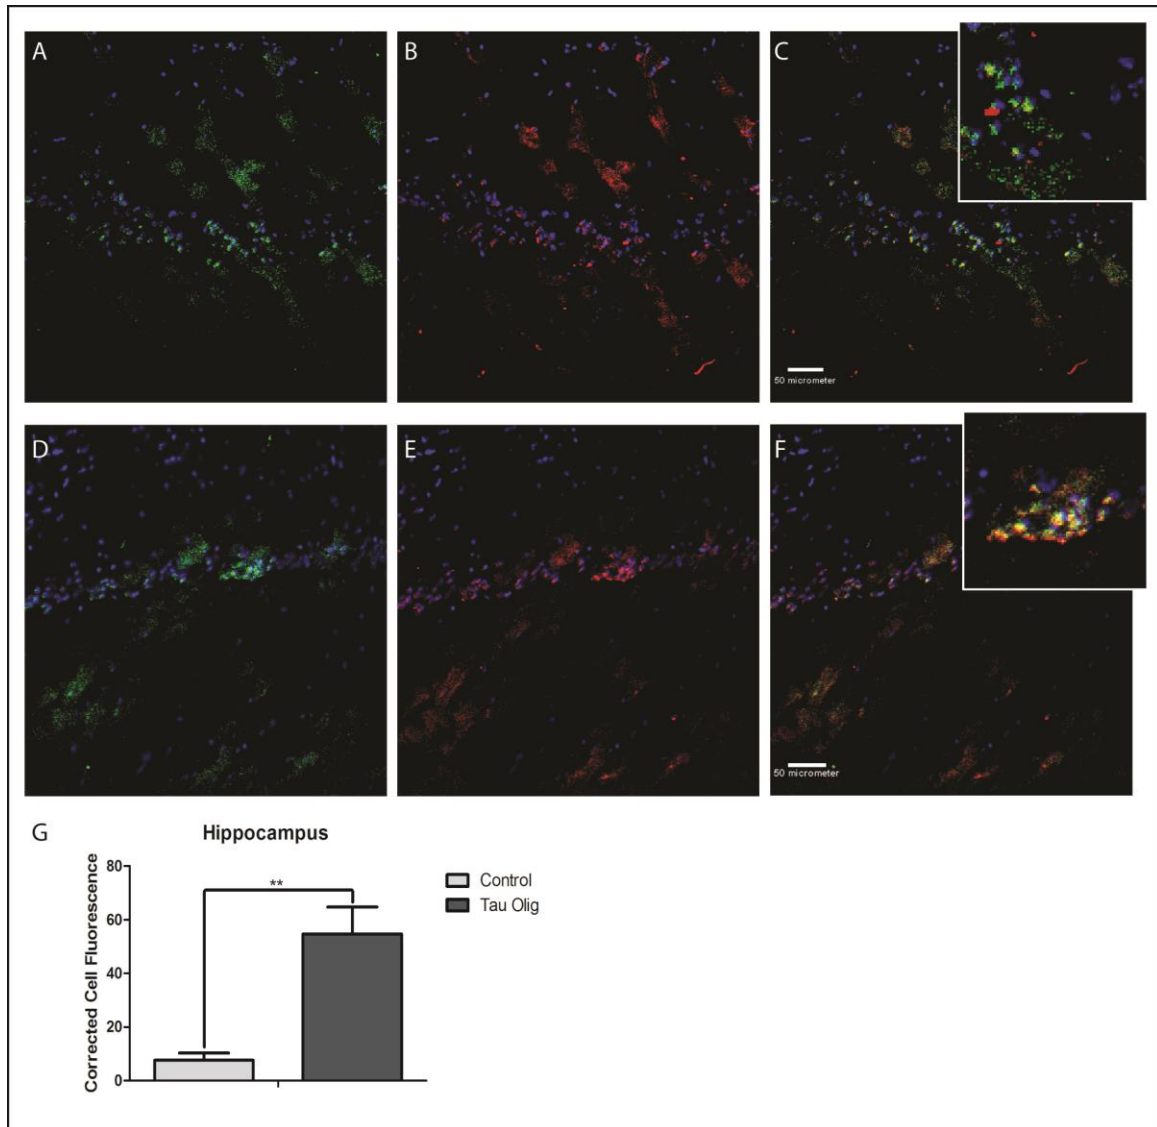 A
B
C
50 micrometer
D
E
F
50 micrometer
G
Hippocampus
Corrected Cell Fluorescence
80
60
40
20
0
**
Control
Tau Olig